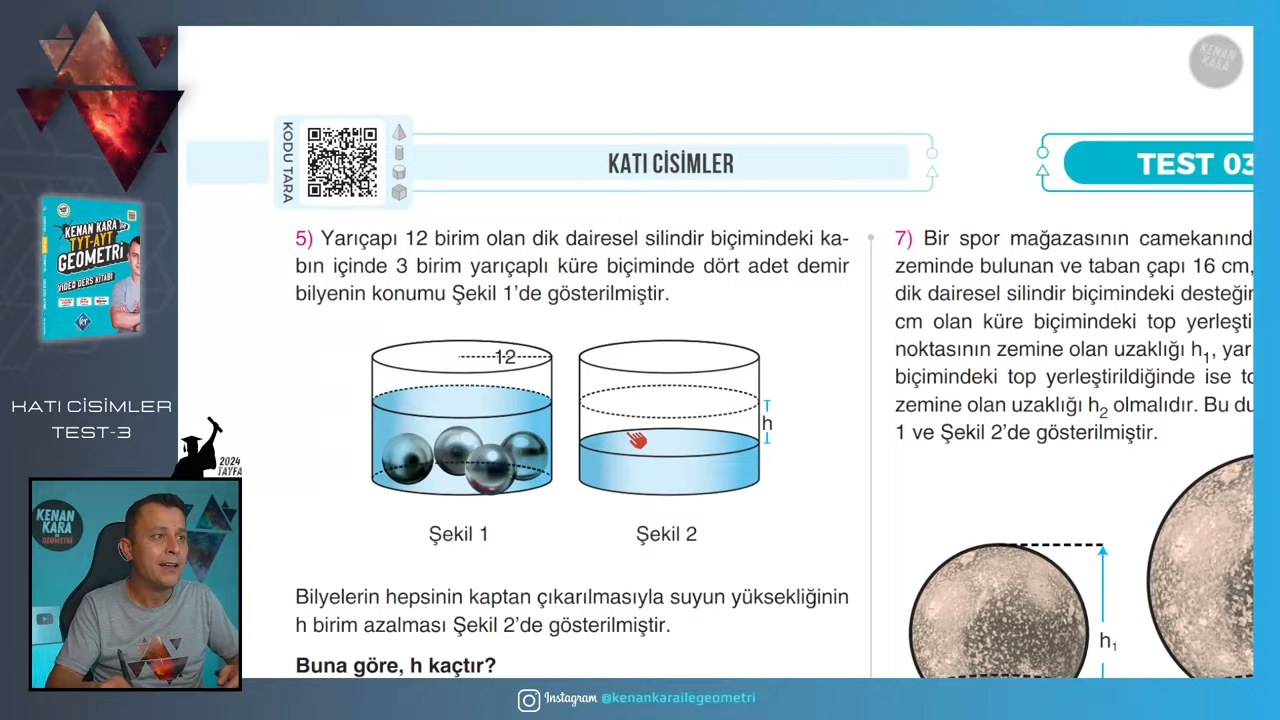 KENAN KARA
KODU TARA
KATI CİSİMLER
TEST 03
KENAN KARA
TYT-AYT
GEOMETRİ
VİDEO DERS KİTABI
KATI CİSİMLER
TEST-3
2024
TAYFA
KENAN
KARA
GEOMETRİ
5) Yarıçapı 12 birim olan dik dairesel silindir biçimindeki ka-
bın içinde 3 birim yarıçaplı küre biçiminde dört adet demir
bilyenin konumu Şekil 1'de gösterilmiştir.
12
h
Şekil 1
Şekil 2
Bilyelerin hepsinin kaptan çıkarılmasıyla suyun yüksekliğinin
h birim azalması Şekil 2'de gösterilmiştir.
Buna göre, h kaçtır?
7) Bir spor mağazasının camekanınd
zeminde bulunan ve taban çapı 16 cm,
dik dairesel silindir biçimindeki desteğin
cm olan küre biçimindeki top yerleşti
noktasının zemine olan uzaklığı h1, yar
biçimindeki top yerleştirildiğinde ise to
zemine olan uzaklığı h2 olmalıdır. Bu du
1 ve Şekil 2'de gösterilmiştir.
h1
Instagram @kenankarailegeometri